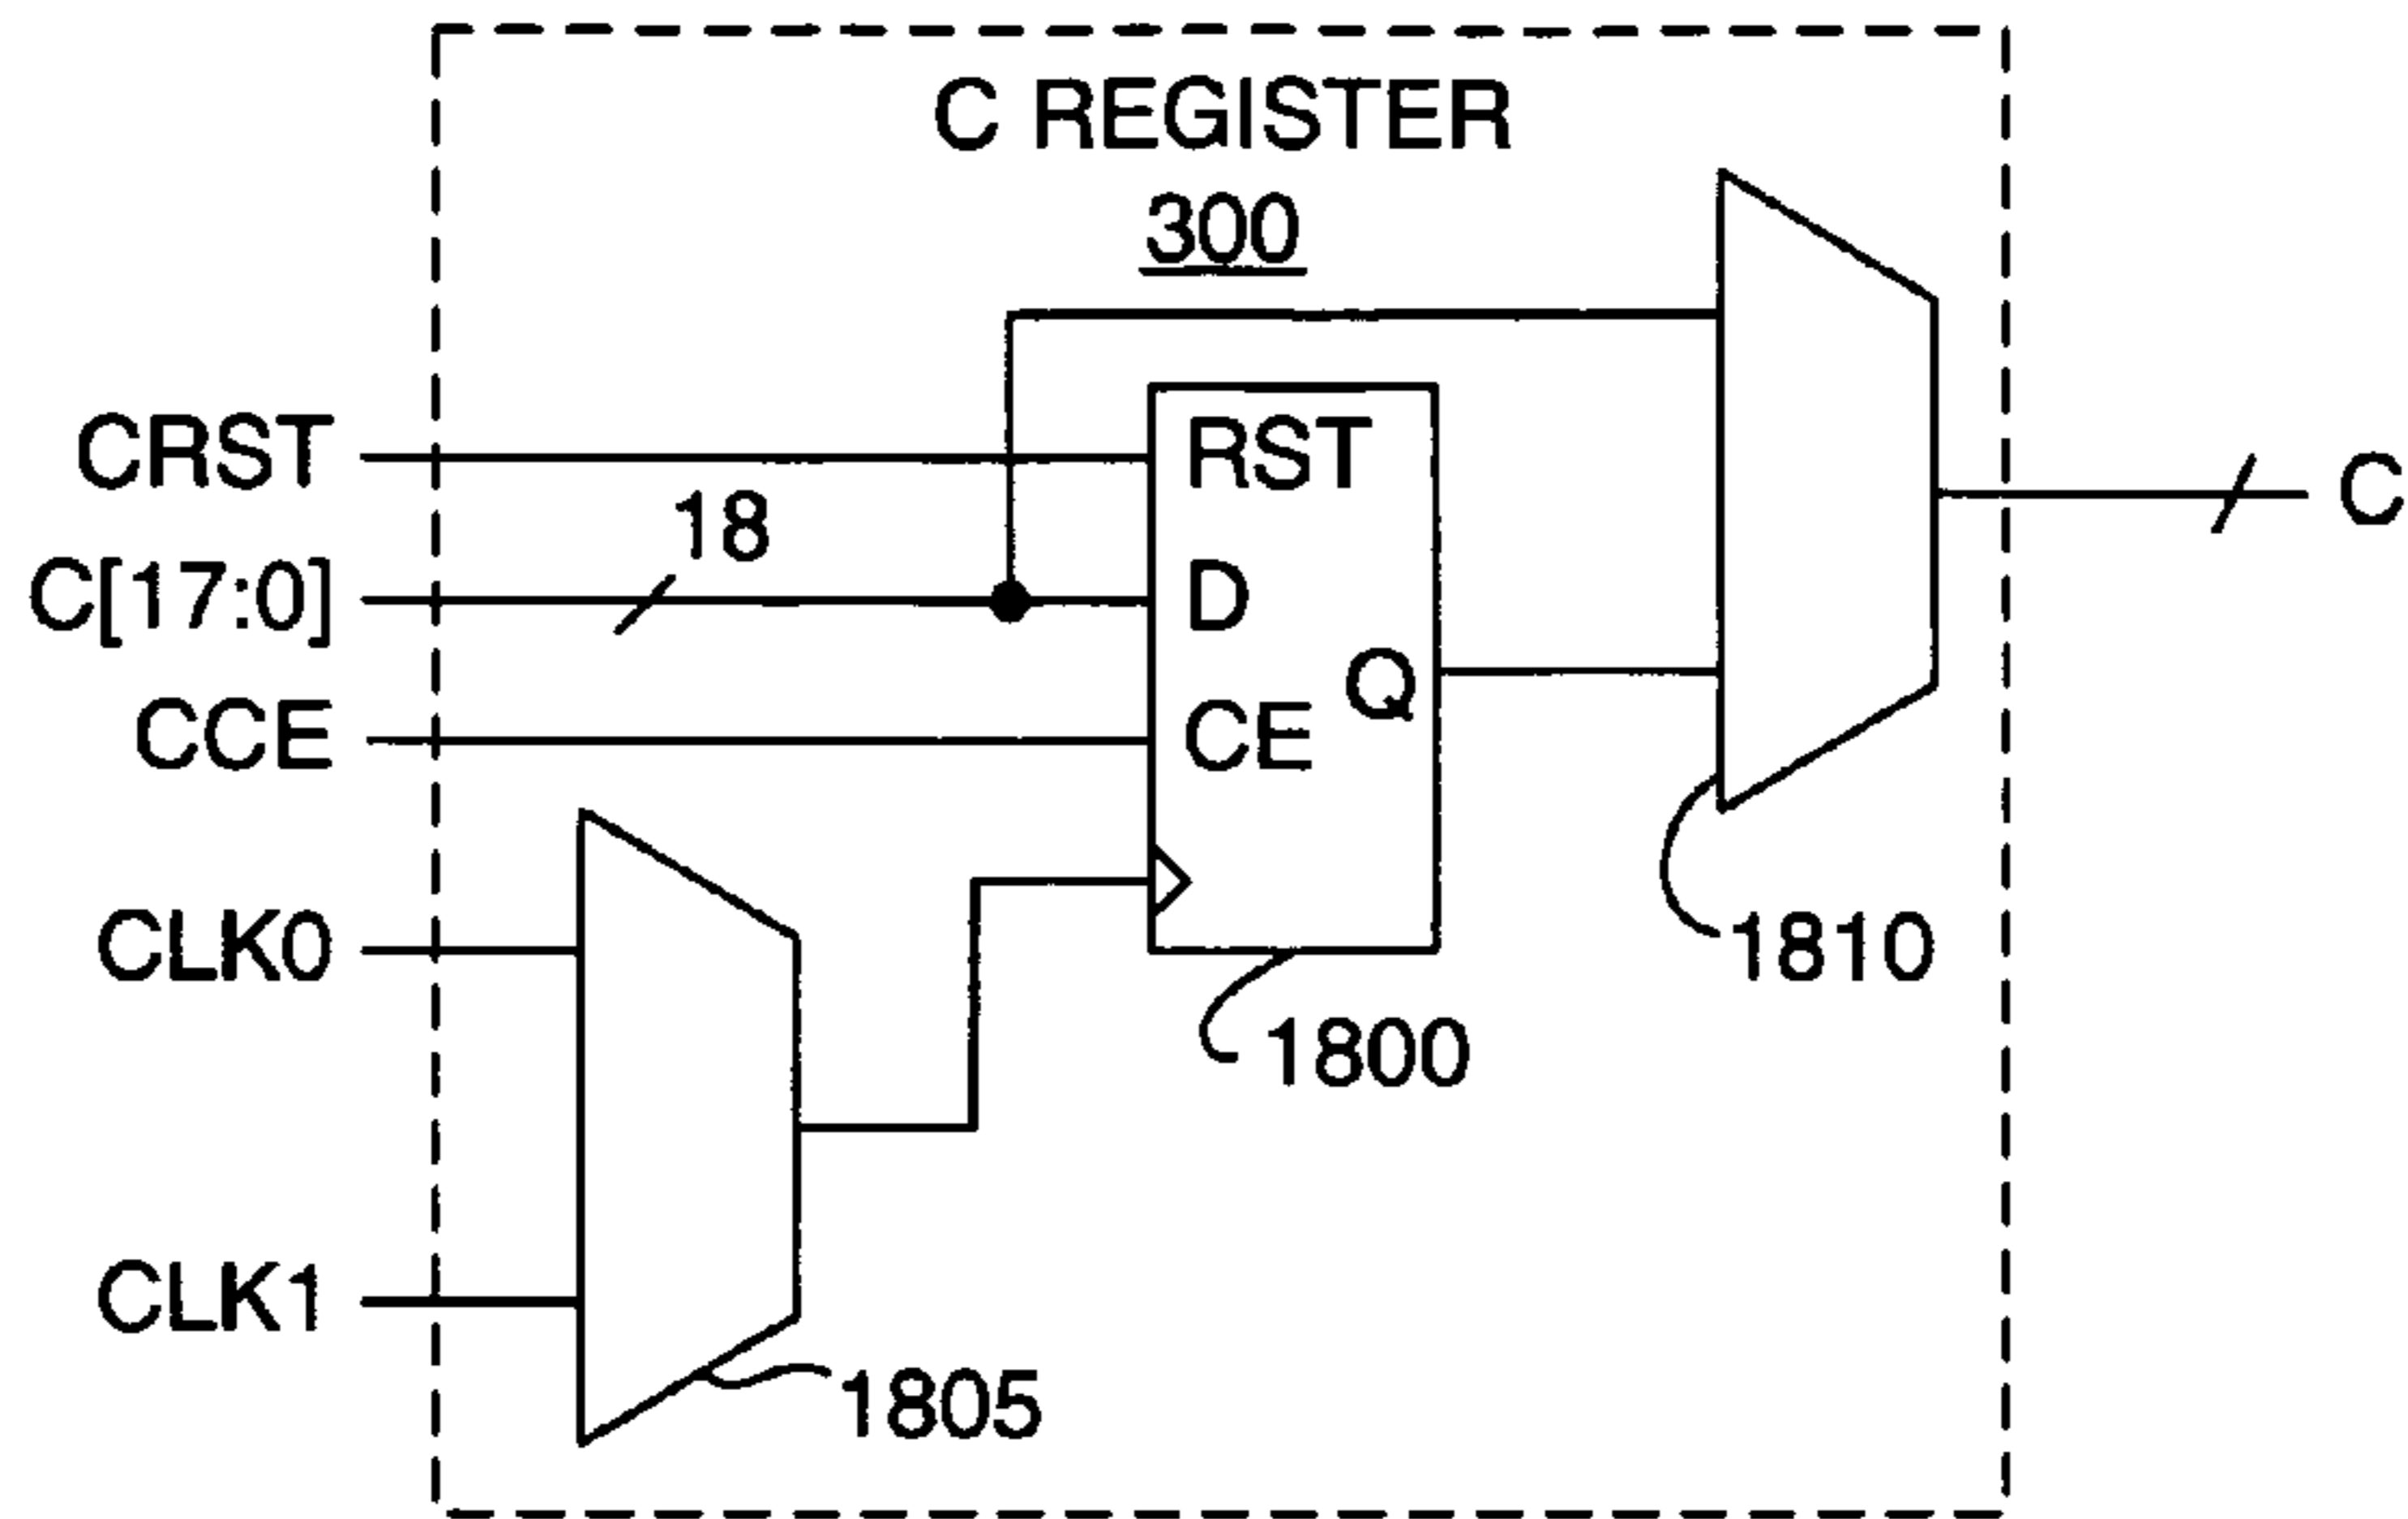 C REGISTER
300
CRST
RST
C
18
C[17:0]
D
Q
CCE
CE
CLK0
1810
1800
CLK1
1805